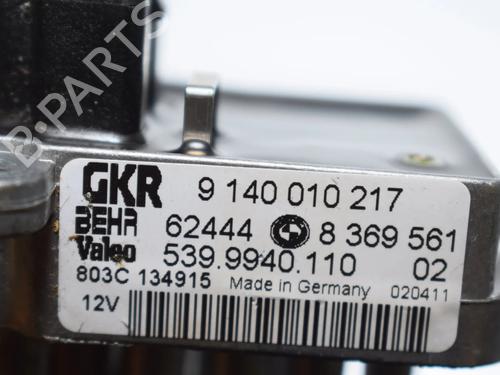 B-PARTS
GKR 9 140 010 217
BEHR 62444 8 369 561
Valeo 539.9940.110 02
803C 134915 Made in Germany 020411
12V